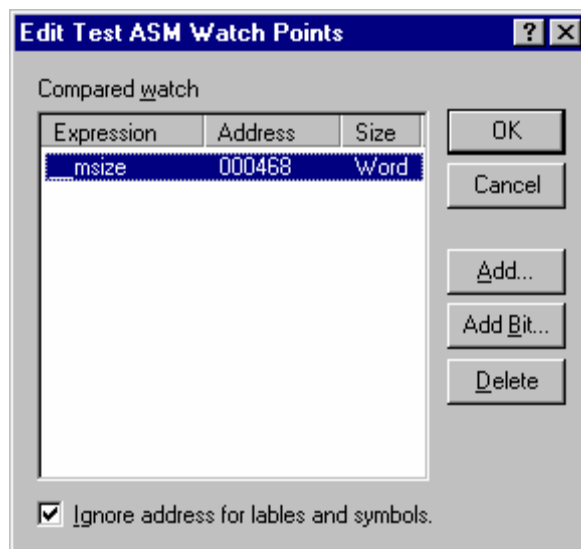 Edit Test ASM Watch Points
Compared watch
Expression Address Size
__msize 000468 Word
OK
Cancel
Add...
Add Bit...
Delete
Ignore address for lables and symbols.